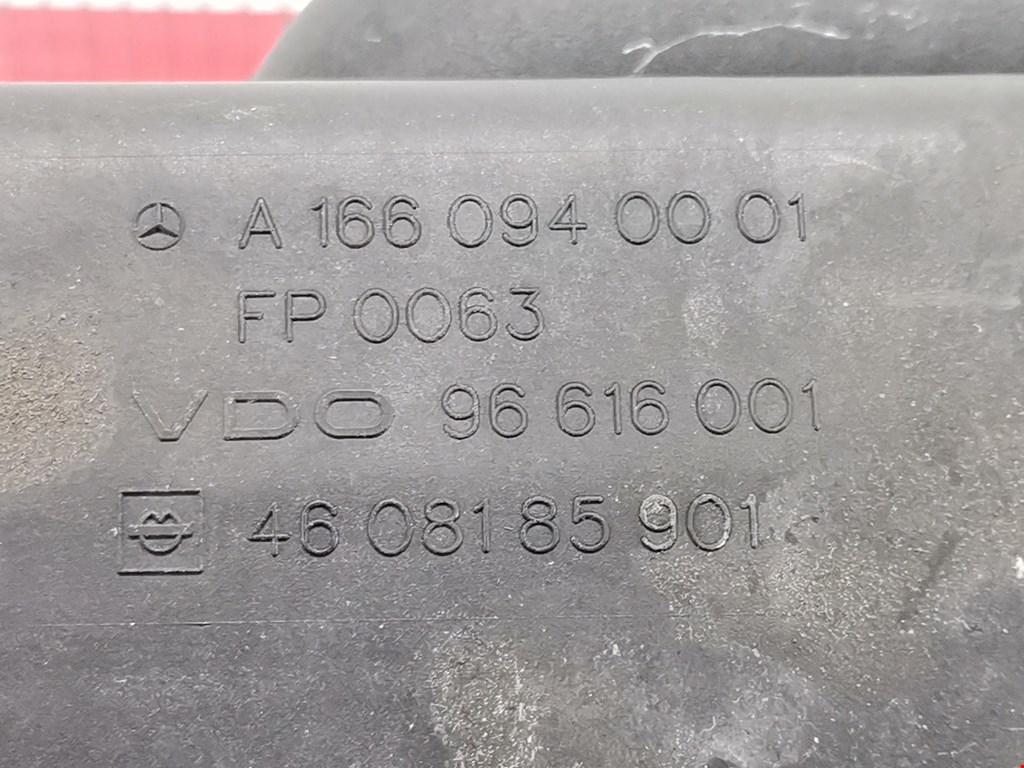 A 166 094 00 01
FP 0063
VDO 96 616 001
46 081 85 901